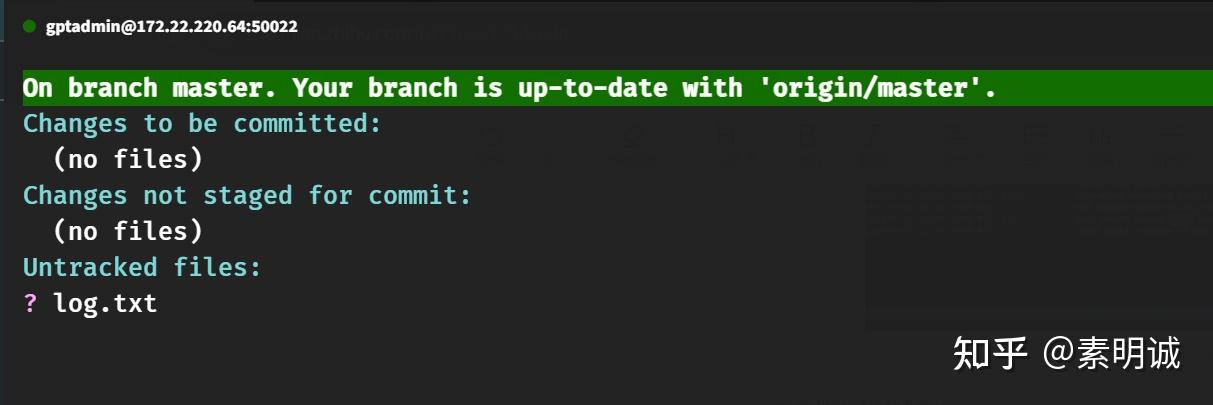 gptadmin@172.22.220.64:50022
On branch master. Your branch is up-to-date with 'origin/master'.
Changes to be committed:
(no files)
Changes not staged for commit:
(no files)
Untracked files:
? log.txt
知乎 @素明诚